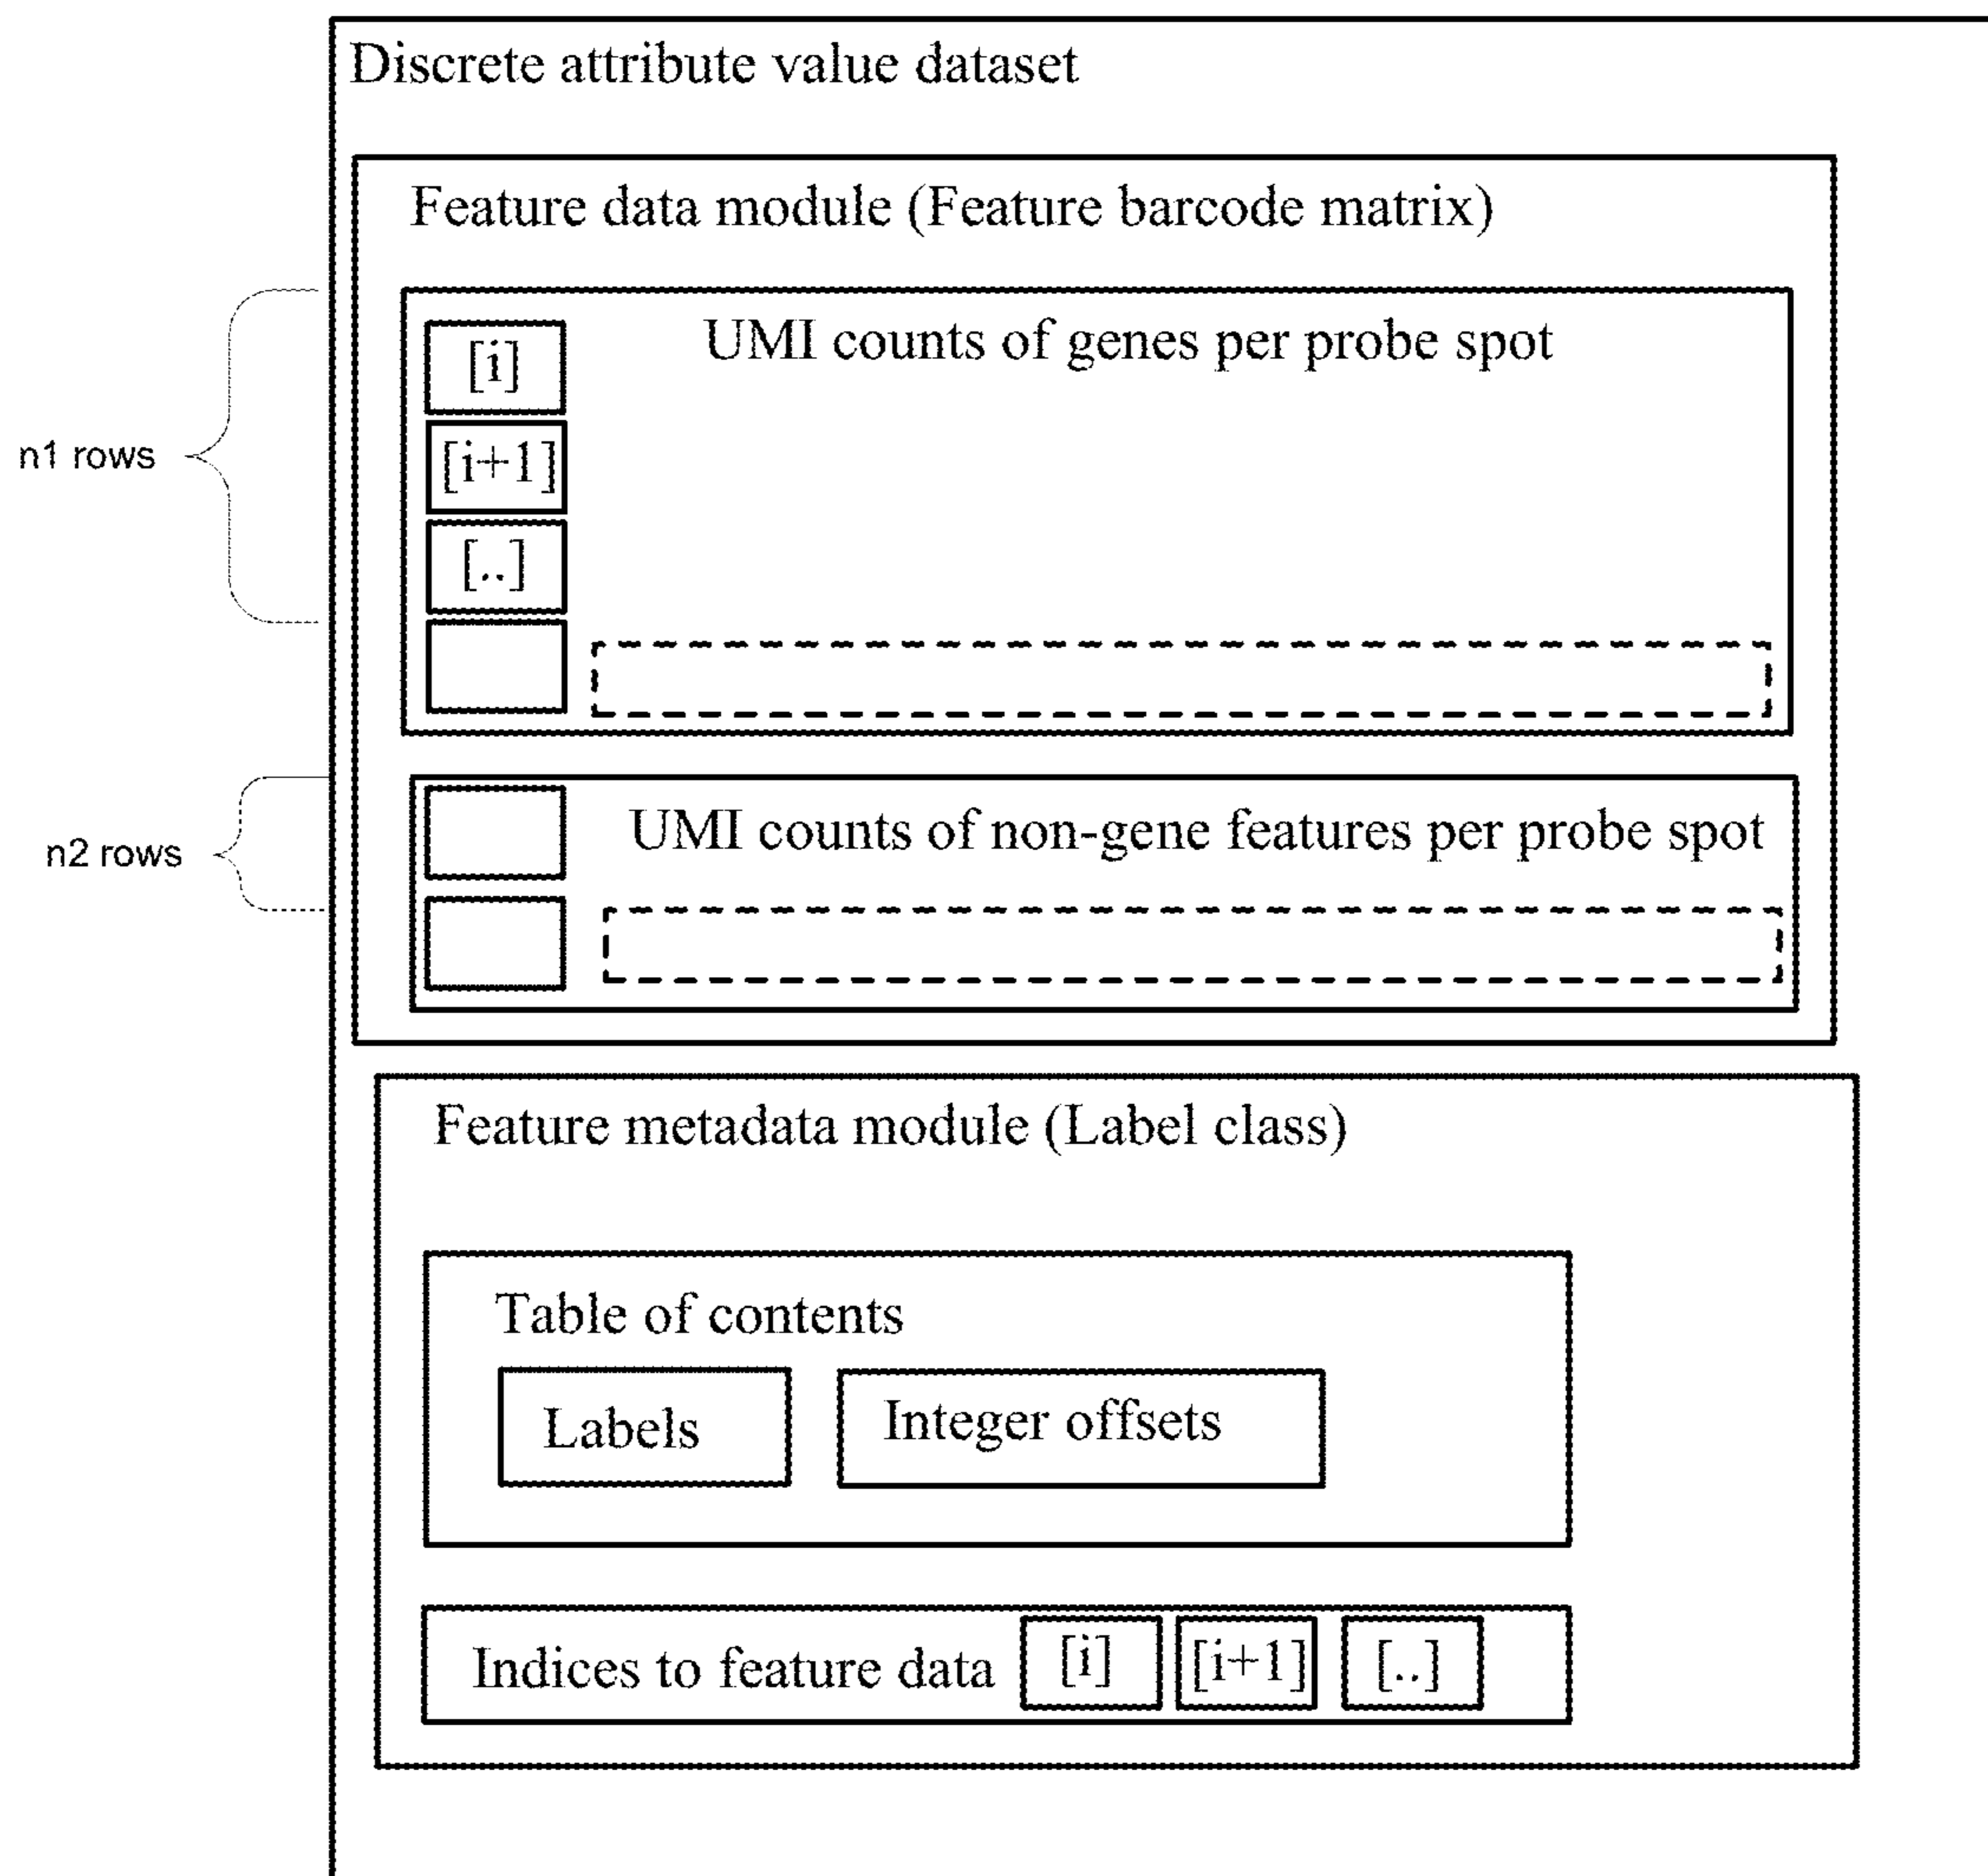 Discrete attribute value dataset
Feature data module (Feature barcode matrix)
UMI counts of genes per probe spot
[i]
[i+1]
[..]
n1 rows
UMI counts of non-gene features per probe spot
n2 rows
Feature metadata module (Label class)
Table of contents
Labels
Integer offsets
Indices to feature data [i] [i+1] [..]